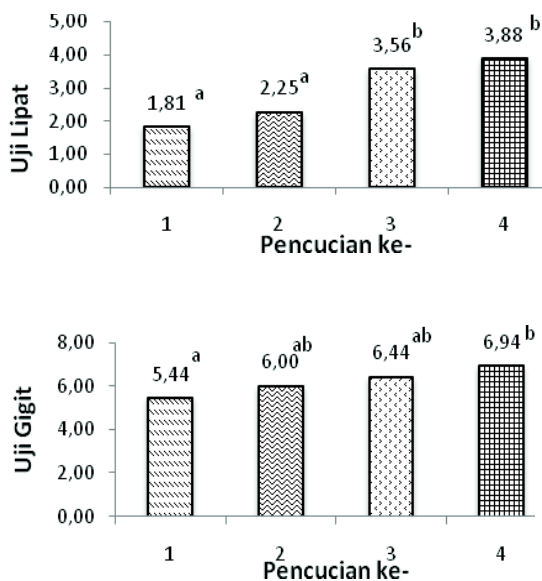 5,00
4,00
3,00
2,00
1,00
0,00
Uji Lipat
1,81 a
2,25 a
3,56 b
3,88 b
1 2 3 4
Pencucian ke-
8,00
6,00
4,00
2,00
0,00
Uji Gigit
5,44 a
6,00 ab
6,44 ab
6,94 b
1 2 3 4
Pencucian ke-